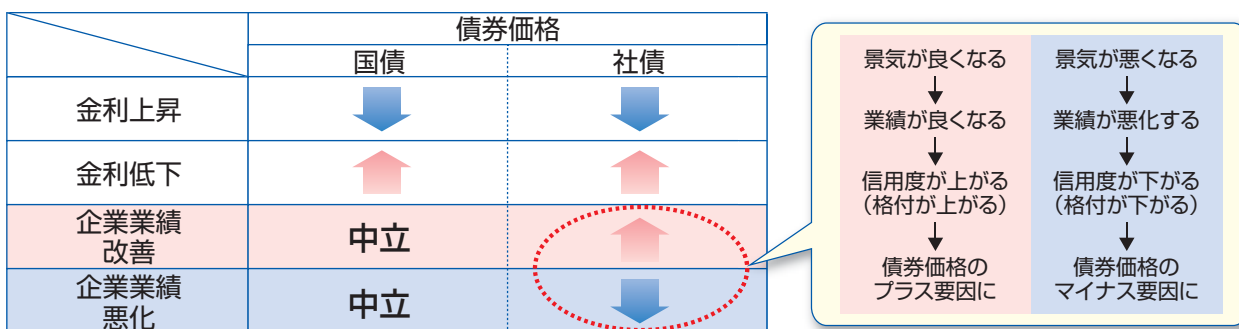 債券価格
国債
社債
金利上昇
金利低下
企業業績
改善
中立
企業業績
悪化
中立
景気が良くなる
業績が良くなる
信用度が上がる
(格付が上がる)
債券価格の
プラス要因に
景気が悪くなる
業績が悪化する
信用度が下がる
(格付が下がる)
債券価格の
マイナス要因に